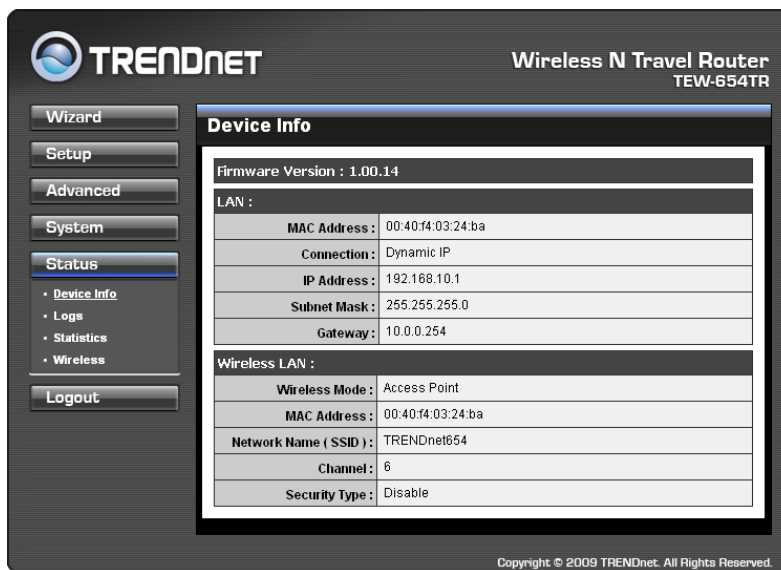 TRENDNET
Wireless N Travel Router
TEW-654TR
Wizard
Setup
Advanced
System
Status
• Device Info
• Logs
• Statistics
• Wireless
Logout
Device Info
Firmware Version : 1.00.14
LAN :
MAC Address : 00:40:f4:03:24:ba
Connection : Dynamic IP
IP Address : 192.168.10.1
Subnet Mask : 255.255.255.0
Gateway : 10.0.0.254
Wireless LAN :
Wireless Mode : Access Point
MAC Address : 00:40:f4:03:24:ba
Network Name ( SSID ) : TRENDnet654
Channel : 6
Security Type : Disable
Copyright © 2009 TRENDnet. All Rights Reserved.